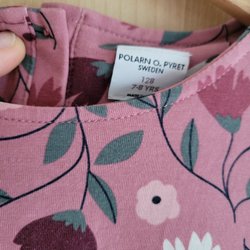 POLARN O. PYRET
SWEDEN
128
7-8 YRS